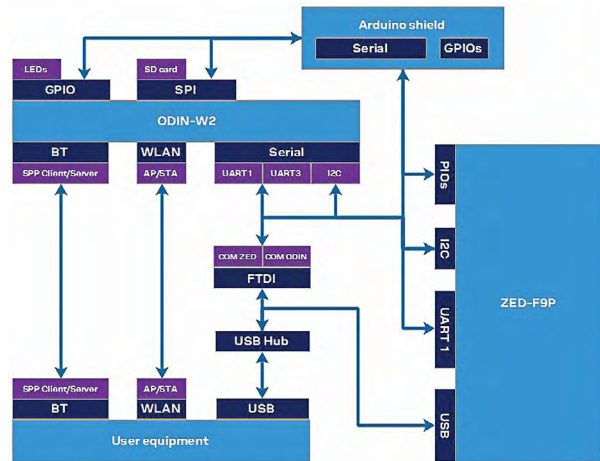 Arduino shield
Serial GPIOs
LEDs SD card
GPIO SPI
ODIN-W2
BT WLAN Serial
SPP Client/Server AP/STA UART1 UART3 I2C
PIOs
I2C
ZED-F9P
UART 1
USB
COM ZED COM ODIN
FTDI
USB Hub
SPP Client/Server AP/STA
BT WLAN USB
User equipment